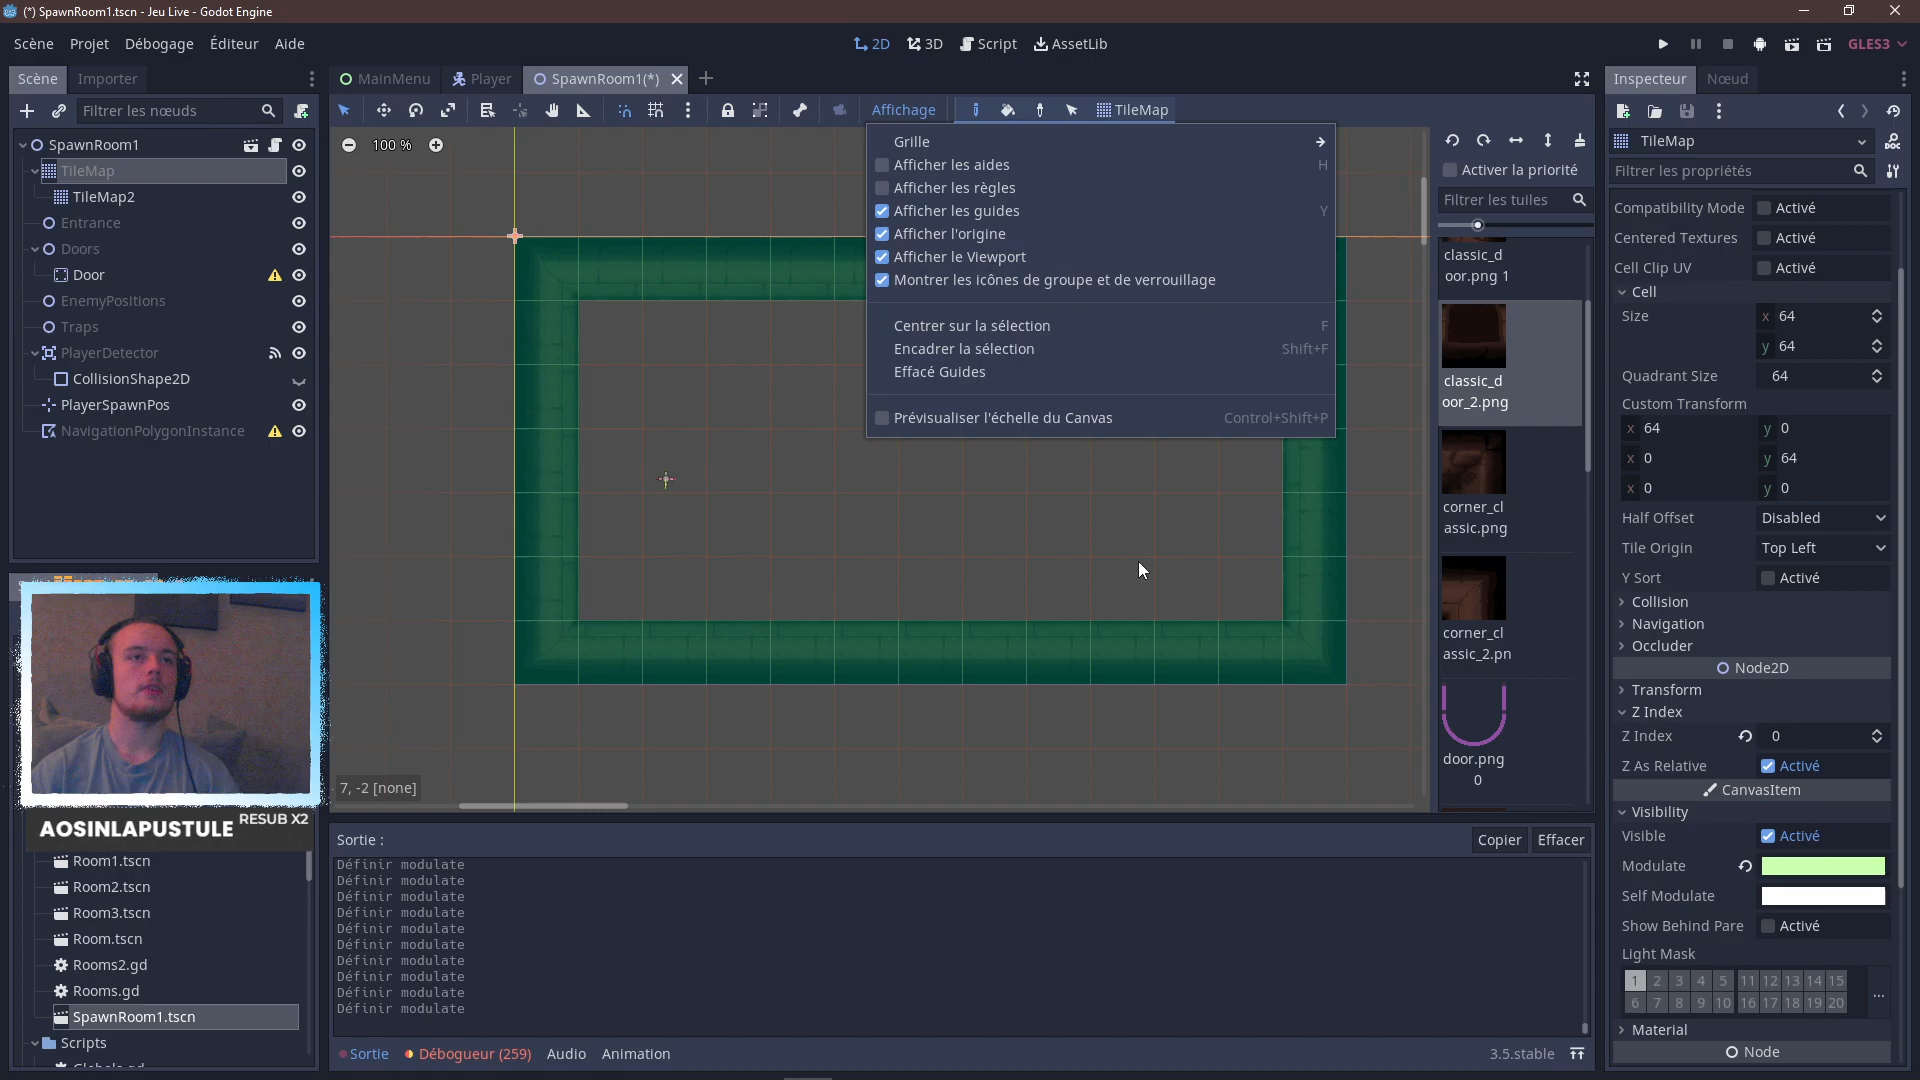 (*) SpawnRoom1.tscn - Jeu Live - Godot Engine
Scène Projet Débogage Éditeur Aide
2D 3D Script AssetLib
GLES3
Scène Importer
MainMenu Player SpawnRoom1(*)
Inspecteur Nœud
Filtrer les nœuds
Affichage TileMap
SpawnRoom1
TileMap
TileMap2
Entrance
Doors
Door
EnemyPositions
Traps
PlayerDetector
CollisionShape2D
PlayerSpawnPos
NavigationPolygonInstance
100 %
Grille
Afficher les aides H
Afficher les règles
Afficher les guides Y
Afficher l'origine
Afficher le Viewport
Montrer les icônes de groupe et de verrouillage
Centrer sur la sélection F
Encadrer la sélection Shift+F
Effacé Guides
Prévisualiser l'échelle du Canvas Control+Shift+P
7, -2 [none]
Activer la priorité
Filtrer les tuiles
classic_d
oor.png 1
classic_d
oor_2.png
corner_cl
assic.png
corner_cl
assic_2.pn
door.png
0
TileMap
Filtrer les propriétés
Compatibility Mode Activé
Centered Textures Activé
Cell Clip UV Activé
Cell
Size x 64
y 64
Quadrant Size 64
Custom Transform
x 64 y 0
x 0 y 64
x 0 y 0
Half Offset Disabled
Tile Origin Top Left
Y Sort Activé
Collision
Navigation
Occluder
Node2D
Transform
Z Index
Z Index 0
Z As Relative Activé
CanvasItem
Visibility
Visible Activé
Modulate
Self Modulate
Show Behind Pare Activé
Light Mask
1 2 3 4 5 11 12 13 14 15
6 7 8 9 10 16 17 18 19 20
...
Material
Node
AOSINLAPUSTULE RESUB X2
Room1.tscn
Room2.tscn
Room3.tscn
Room.tscn
Rooms2.gd
Rooms.gd
SpawnRoom1.tscn
Scripts
Sortie :
Copier Effacer
Définir modulate
Définir modulate
Définir modulate
Définir modulate
Définir modulate
Définir modulate
Définir modulate
Définir modulate
Définir modulate
Définir modulate
Sortie Débogueur (259) Audio Animation
3.5.stable